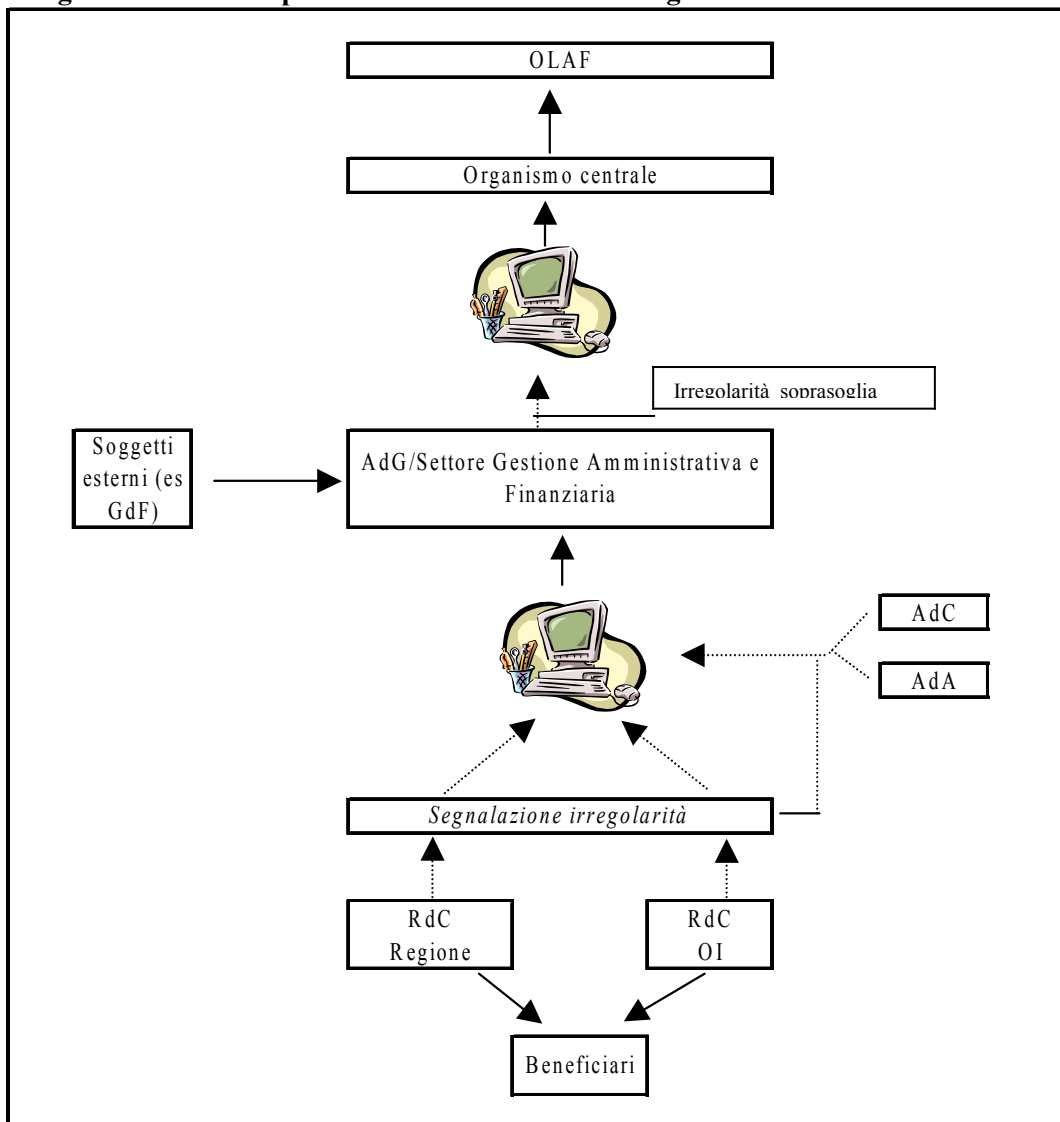 OLAF
Organismo centrale
Irregolarità soprasoglia
Soggetti
esterni (es
GdF)
AdG/Settore Gestione Amministrativa e
Finanziaria
AdC
AdA
Segnalazione irregolarità
RdC
Regione
RdC
OI
Beneficiari